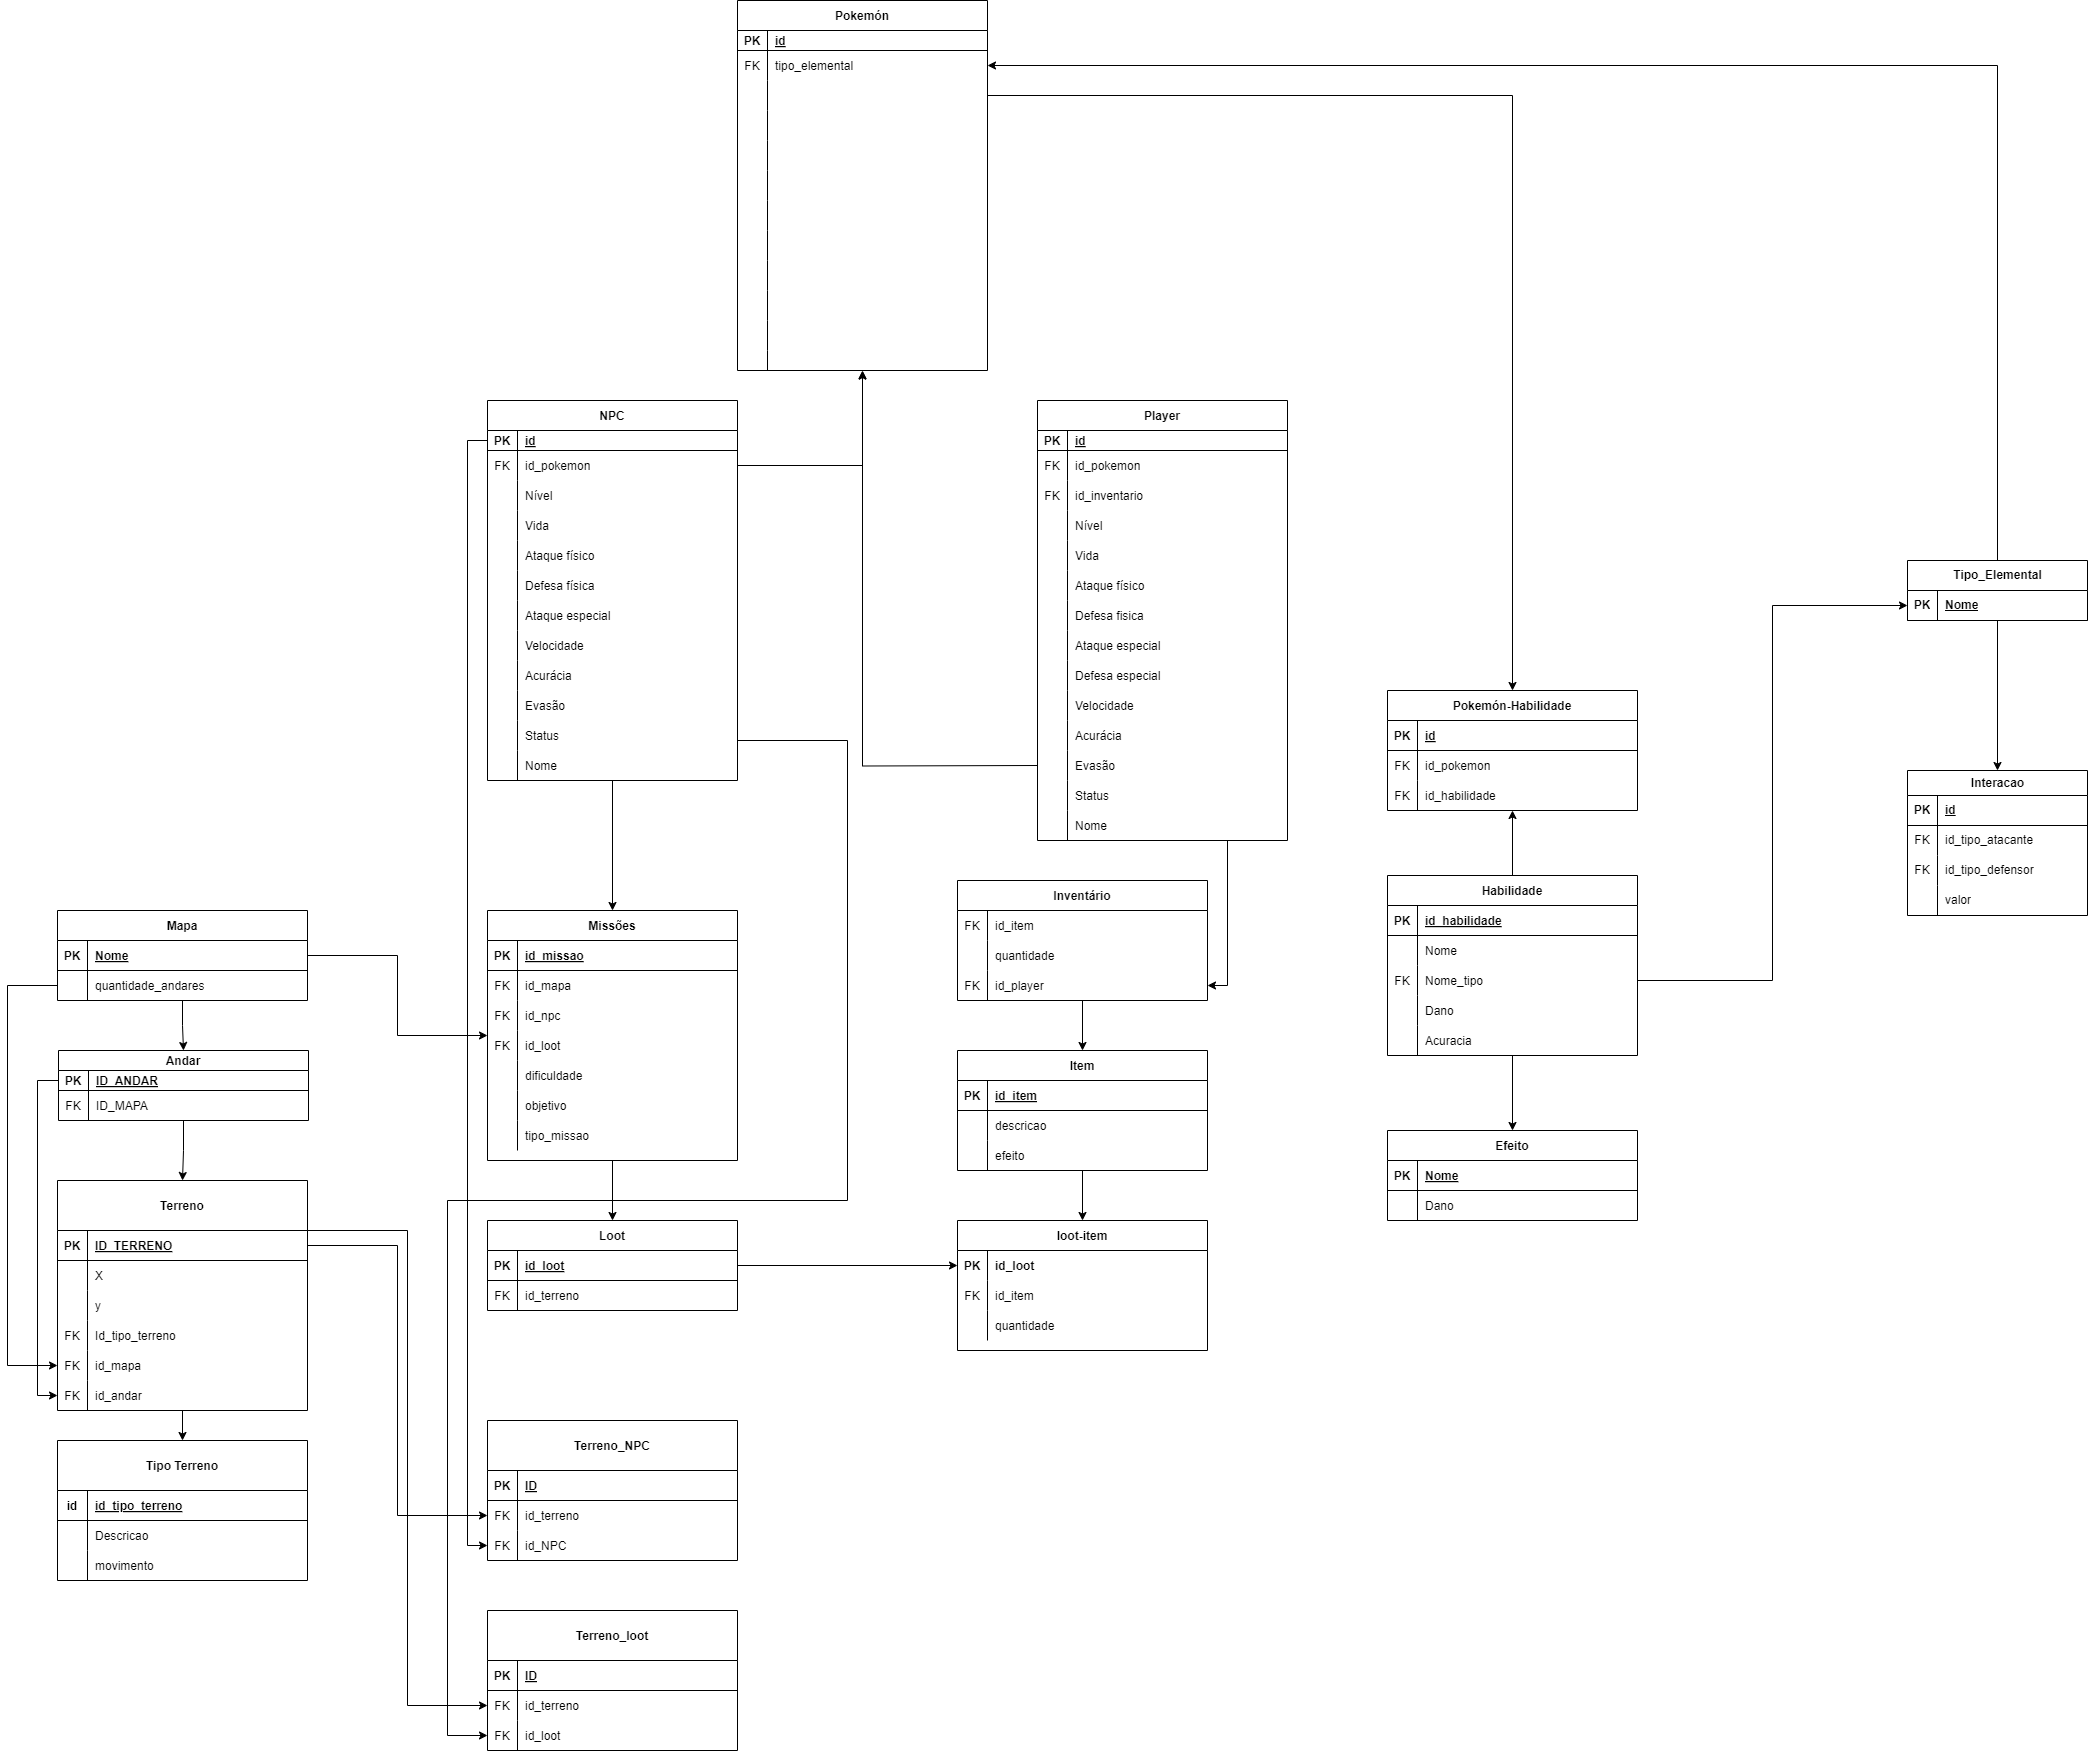 Pokemón
PK id
FK tipo_elemental
NPC
PK id
FK id_pokemon
Nível
Vida
Ataque físico
Defesa física
Ataque especial
Velocidade
Acurácia
Evasão
Status
Nome
Player
PK id
FK id_pokemon
FK id_inventario
Nível
Vida
Ataque físico
Defesa fisica
Ataque especial
Defesa especial
Velocidade
Acurácia
Evasão
Status
Nome
Tipo_Elemental
PK Nome
Pokemón-Habilidade
PK id
FK id_pokemon
FK id_habilidade
Interacao
PK id
FK id_tipo_atacante
FK id_tipo_defensor
valor
Habilidade
PK id_habilidade
Nome
FK Nome_tipo
Dano
Acuracia
Efeito
PK Nome
Dano
Inventário
FK id_item
quantidade
FK id_player
Item
PK id_item
descricao
efeito
loot-item
PK id_loot
FK id_item
quantidade
Missões
PK id_missao
FK id_mapa
FK id_npc
FK id_loot
dificuldade
objetivo
tipo_missao
Loot
PK id_loot
FK id_terreno
Mapa
PK Nome
quantidade_andares
Andar
PK ID_ANDAR
FK ID_MAPA
Terreno
PK ID_TERRENO
X
y
FK Id_tipo_terreno
FK id_mapa
FK id_andar
Tipo Terreno
id id_tipo_terreno
Descricao
movimento
Terreno_NPC
PK ID
FK id_terreno
FK id_NPC
Terreno_loot
PK ID
FK id_terreno
FK id_loot